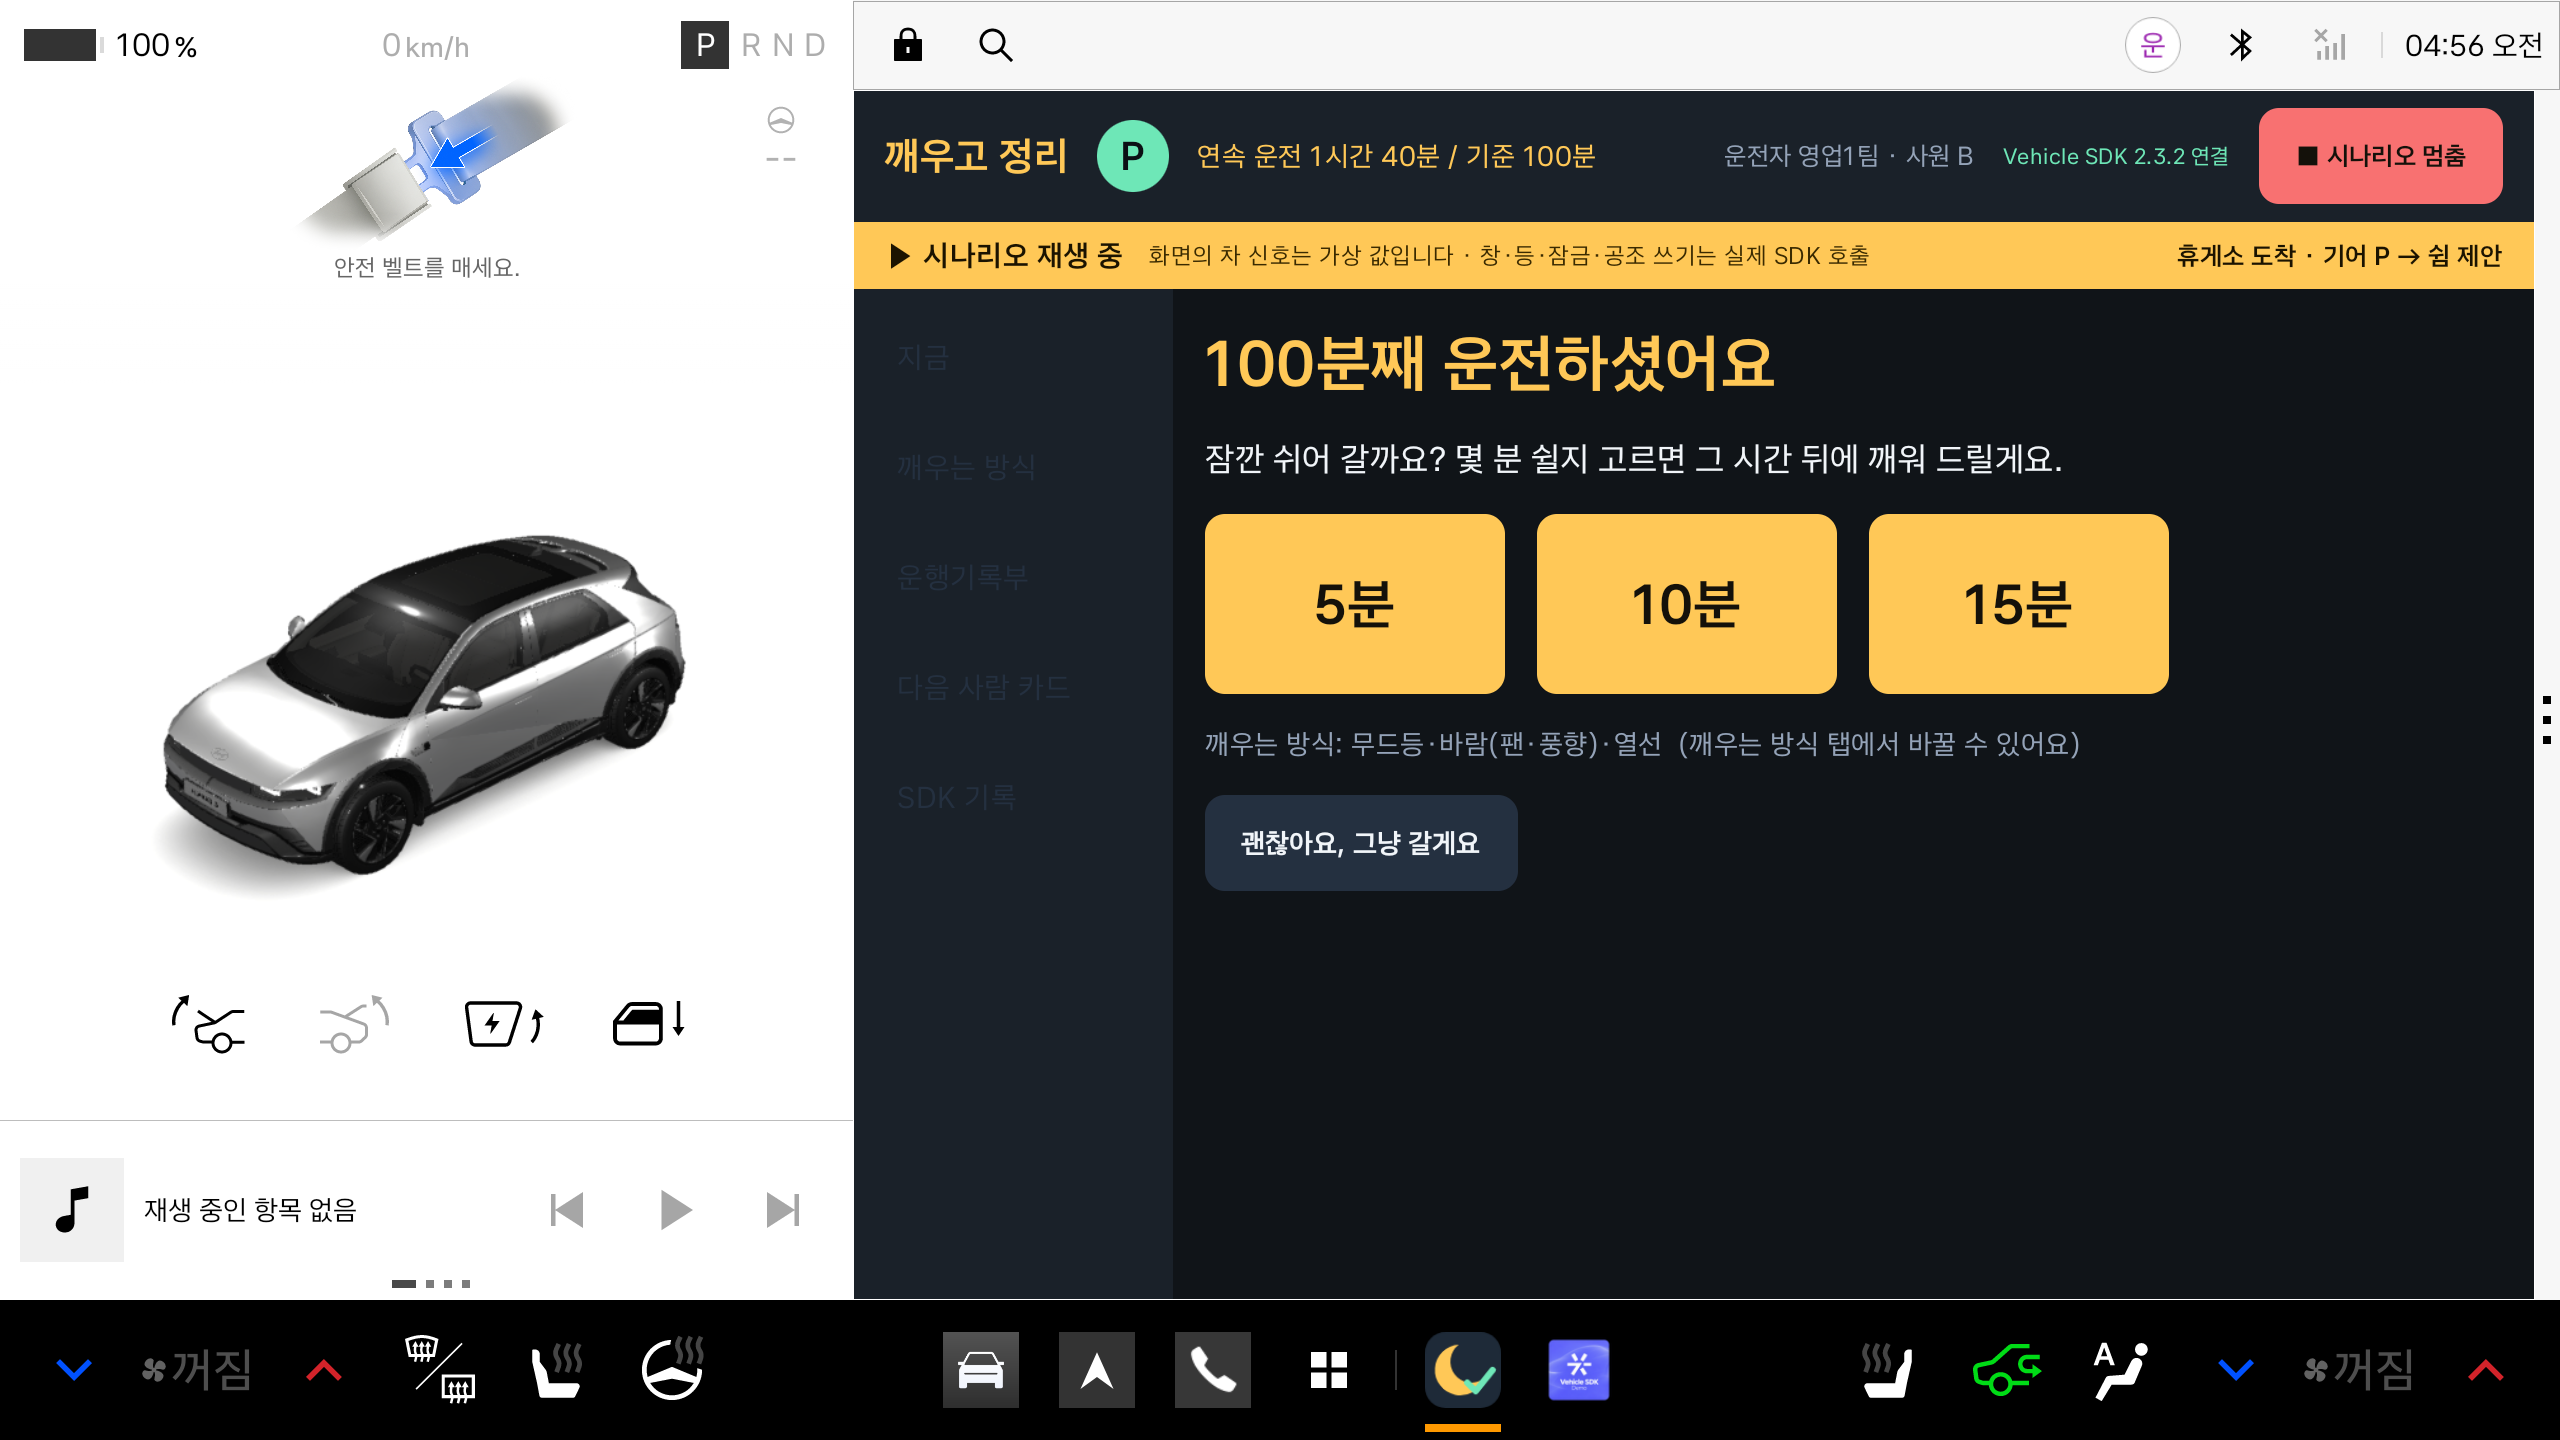 100 %
0 km/h
P R N D
--
안전 벨트를 매세요.
재생 중인 항목 없음
운
04:56 오전
깨우고 정리
P
연속 운전 1시간 40분 / 기준 100분
운전자 영업1팀 · 사원 B
Vehicle SDK 2.3.2 연결
■ 시나리오 멈춤
▶ 시나리오 재생 중
화면의 차 신호는 가상 값입니다 · 창·등·잠금·공조 쓰기는 실제 SDK 호출
휴게소 도착 · 기어 P → 쉼 제안
지금
깨우는 방식
운행기록부
다음 사람 카드
SDK 기록
100분째 운전하셨어요
잠깐 쉬어 갈까요? 몇 분 쉴지 고르면 그 시간 뒤에 깨워 드릴게요.
5분
10분
15분
깨우는 방식: 무드등·바람(팬·풍향)·열선 (깨우는 방식 탭에서 바꿀 수 있어요)
괜찮아요, 그냥 갈게요
꺼짐
Vehicle SDK
Demo
A
꺼짐